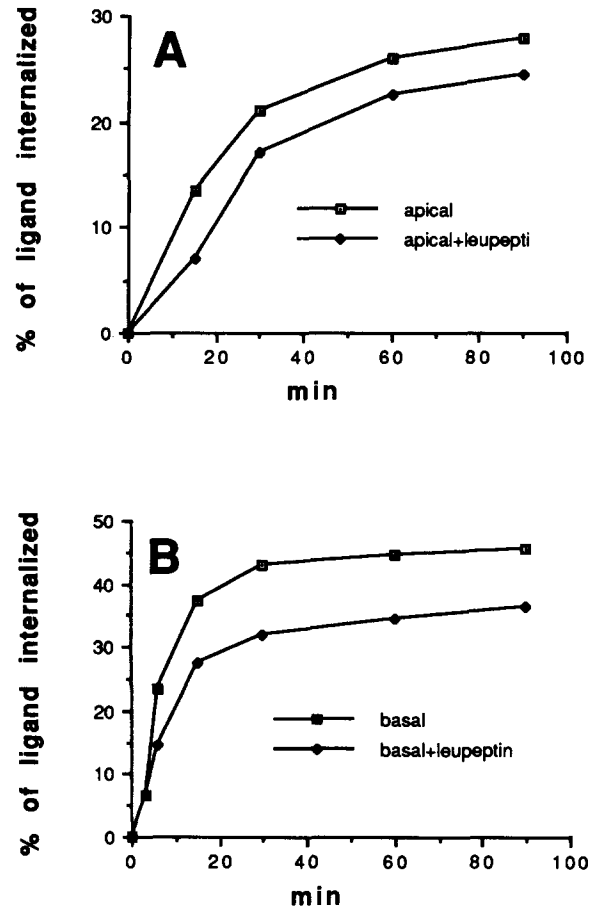 A
% of ligand internalized
30
20
10
0
apical
apical+leupepti
0 20 40 60 80 100
min
B
% of ligand internalized
50
40
30
20
10
0
basal
basal+leupeptin
0 20 40 60 80 100
min